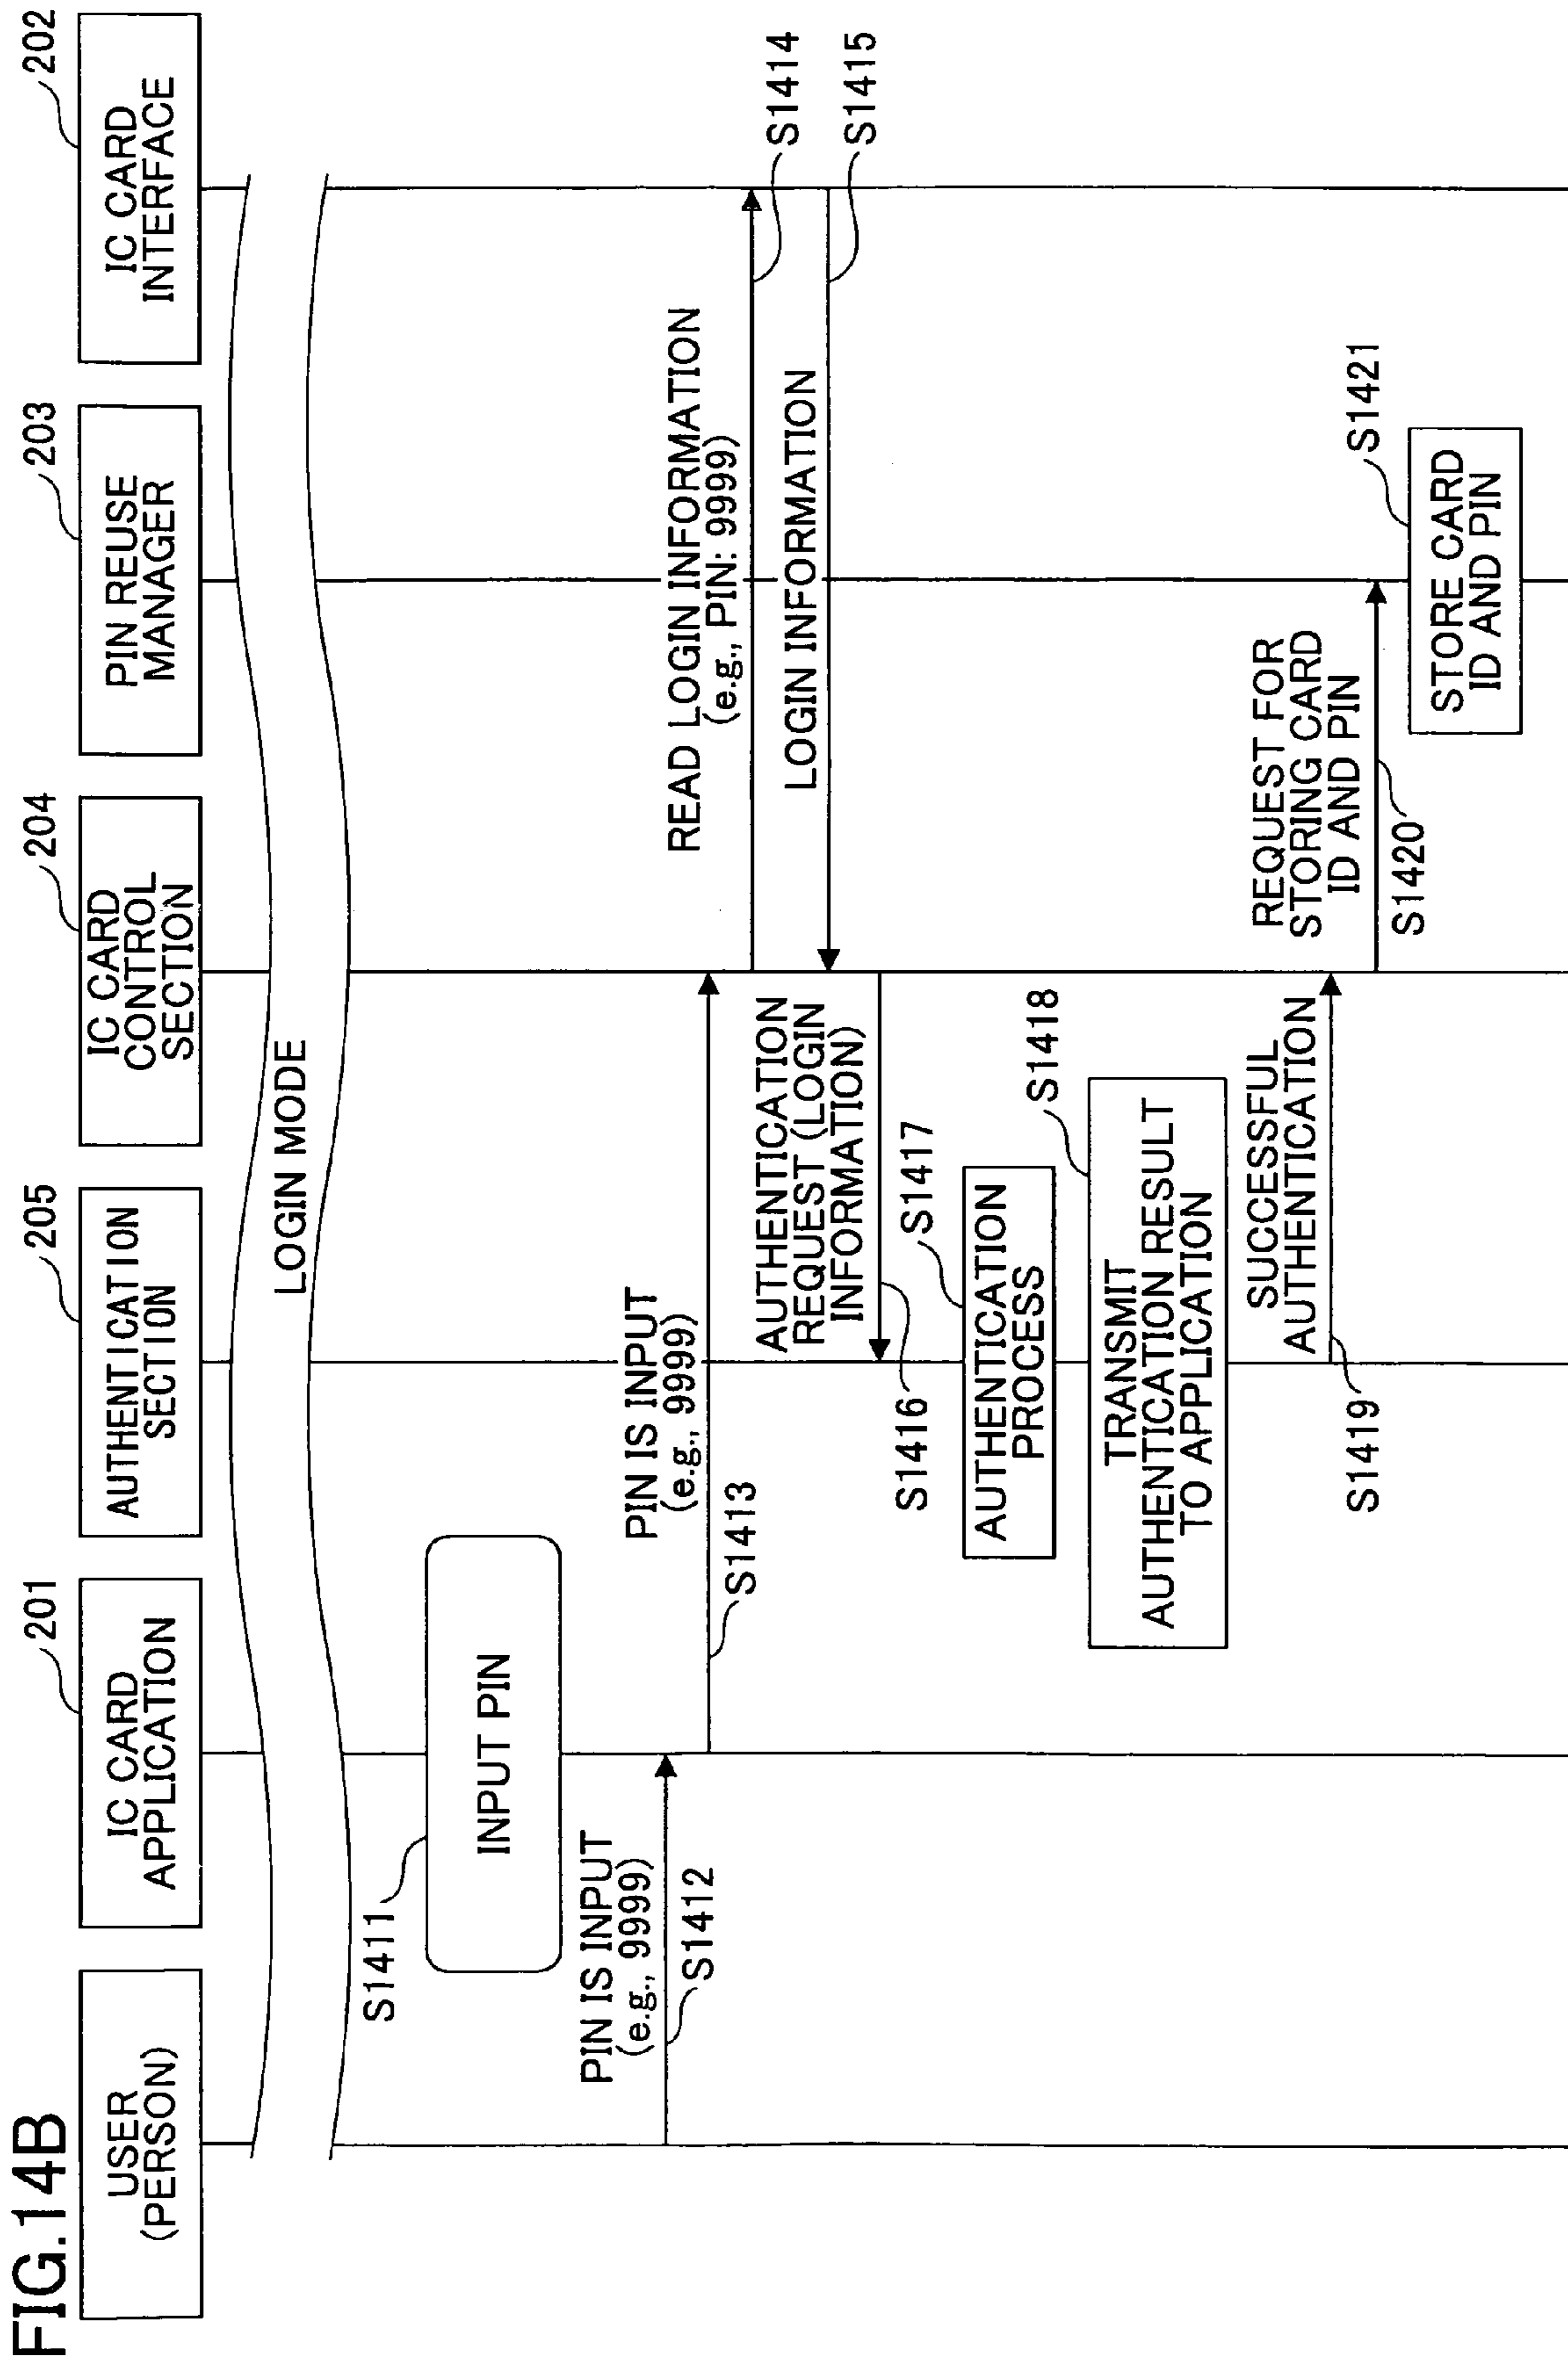 FIG.14B
USER
(PERSON)
201
IC CARD
APPLICATION
205
AUTHENTICATION
SECTION
204
IC CARD
CONTROL
SECTION
203
PIN REUSE
MANAGER
202
IC CARD
INTERFACE
LOGIN MODE
S1411
INPUT PIN
PIN IS INPUT
(e.g., 9999)
S1412
PIN IS INPUT
(e.g., 9999)
S1413
READ LOGIN INFORMATION
(e.g., PIN: 9999)
S1414
LOGIN INFORMATION
S1415
AUTHENTICATION
REQUEST (LOGIN
INFORMATION)
S1416
S1417
AUTHENTICATION
PROCESS
S1418
TRANSMIT
AUTHENTICATION RESULT
TO APPLICATION
SUCCESSFUL
AUTHENTICATION
S1419
REQUEST FOR
STORING CARD
ID AND PIN
S1420
S1421
STORE CARD
ID AND PIN